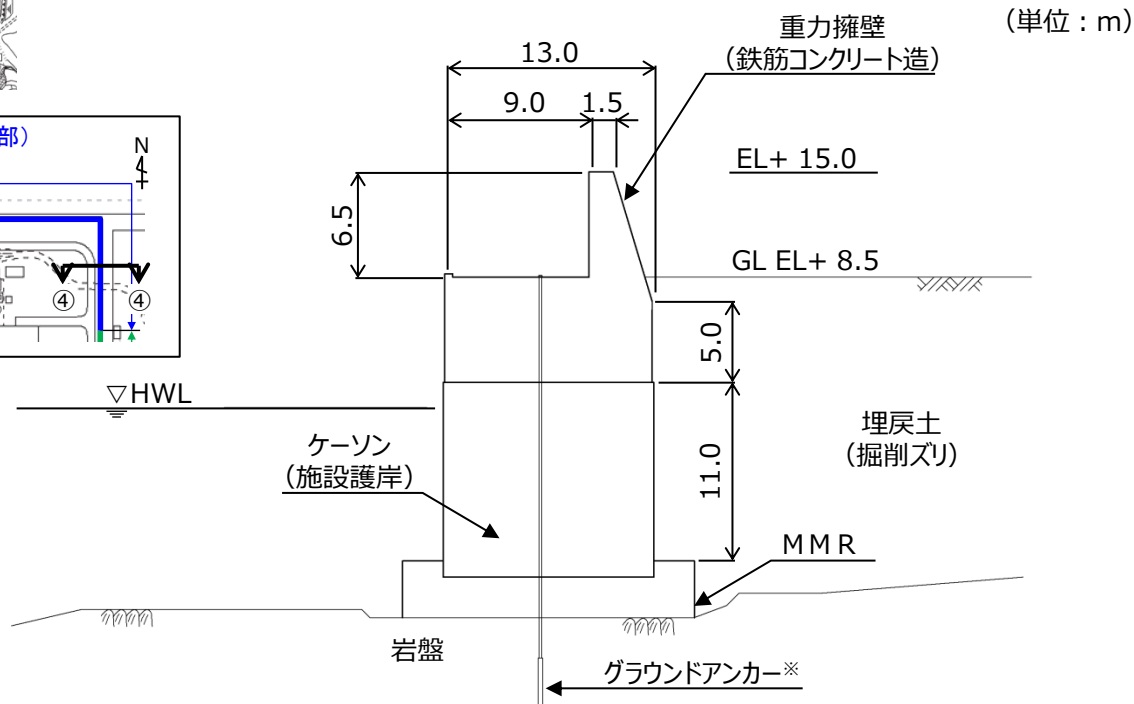 （単位：m）
重力擁壁
（鉄筋コンクリート造）
13.0
9.0
1.5
部）
N
EL+ 15.0
6.5
GL EL+ 8.5
④
④
5.0
▽HWL
埋戻土
（掘削ズリ）
ケーソン
（施設護岸）
11.0
ＭＭＲ
岩盤
グラウンドアンカー※